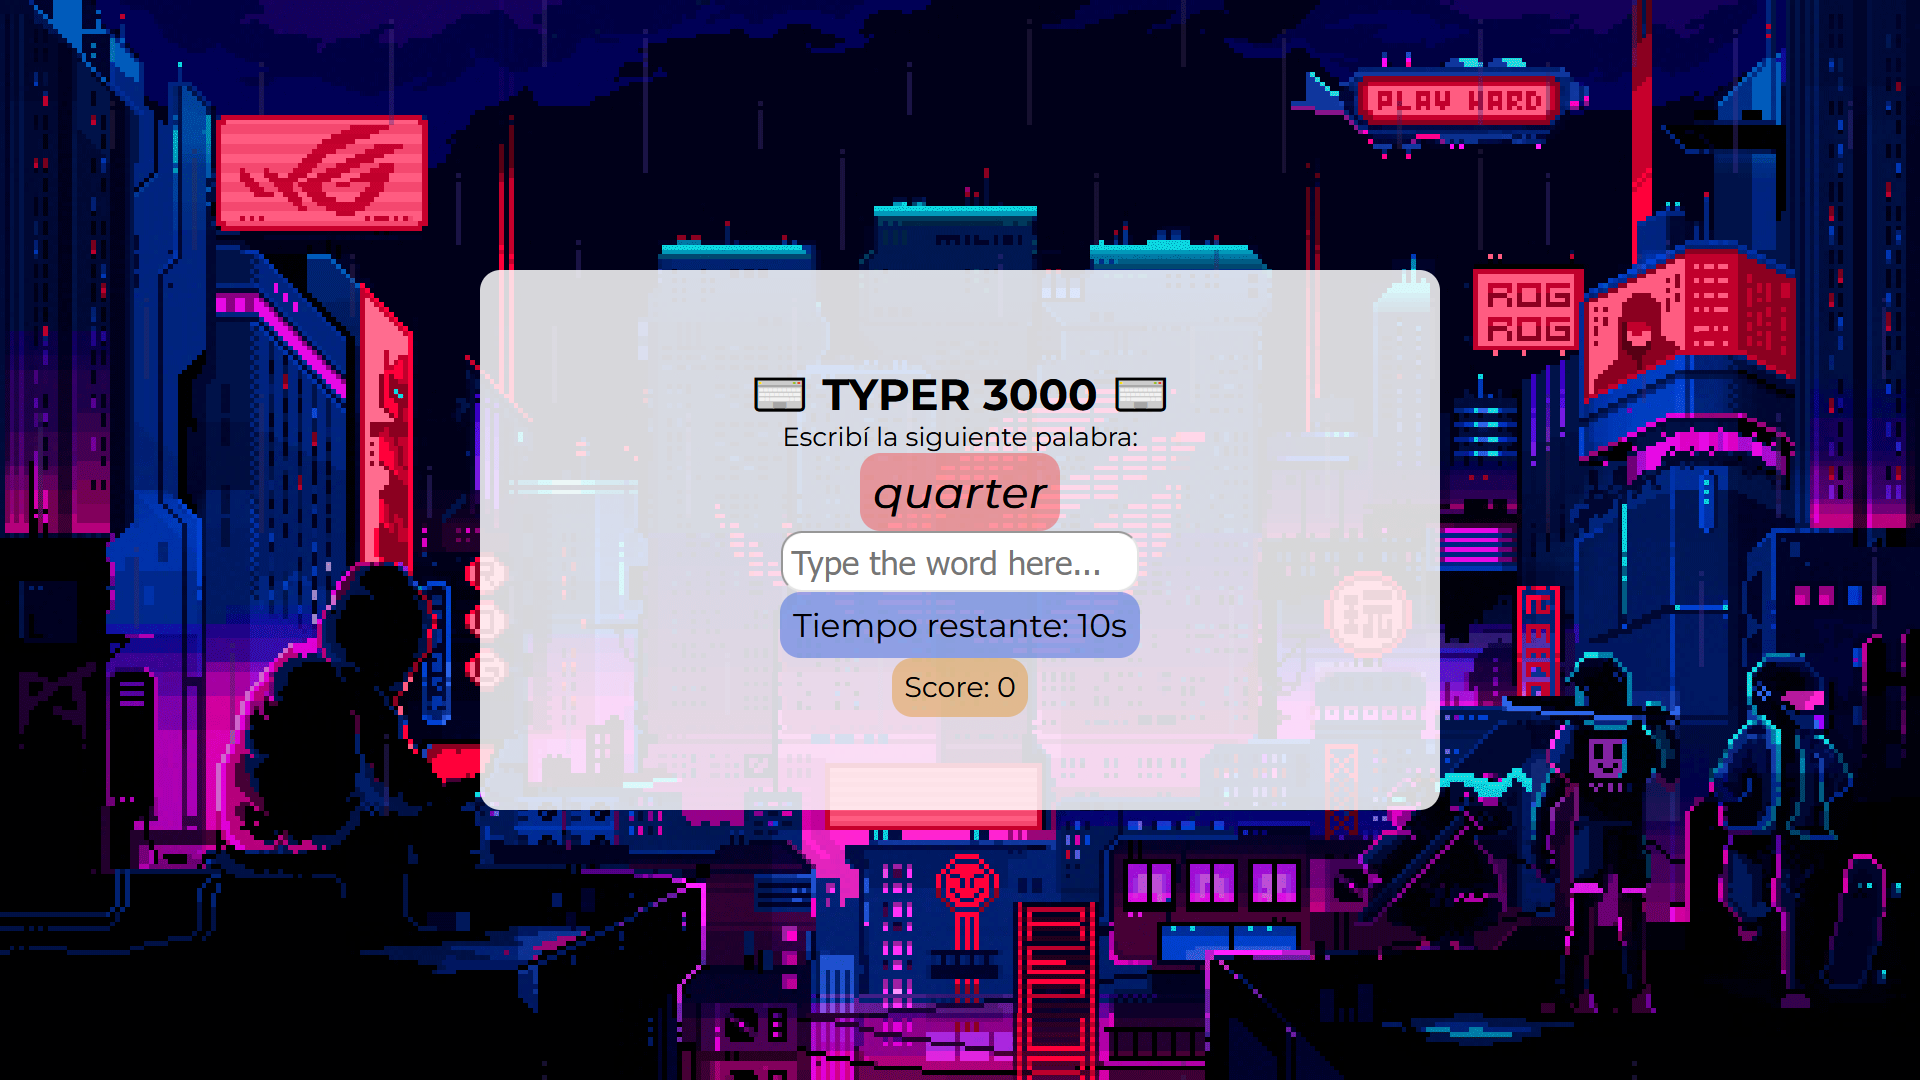 PLAY HARD
ROG
ROG
TYPER 3000
Escribí la siguiente palabra:
quarter
Type the word here...
Tiempo restante: 10s
Score: 0